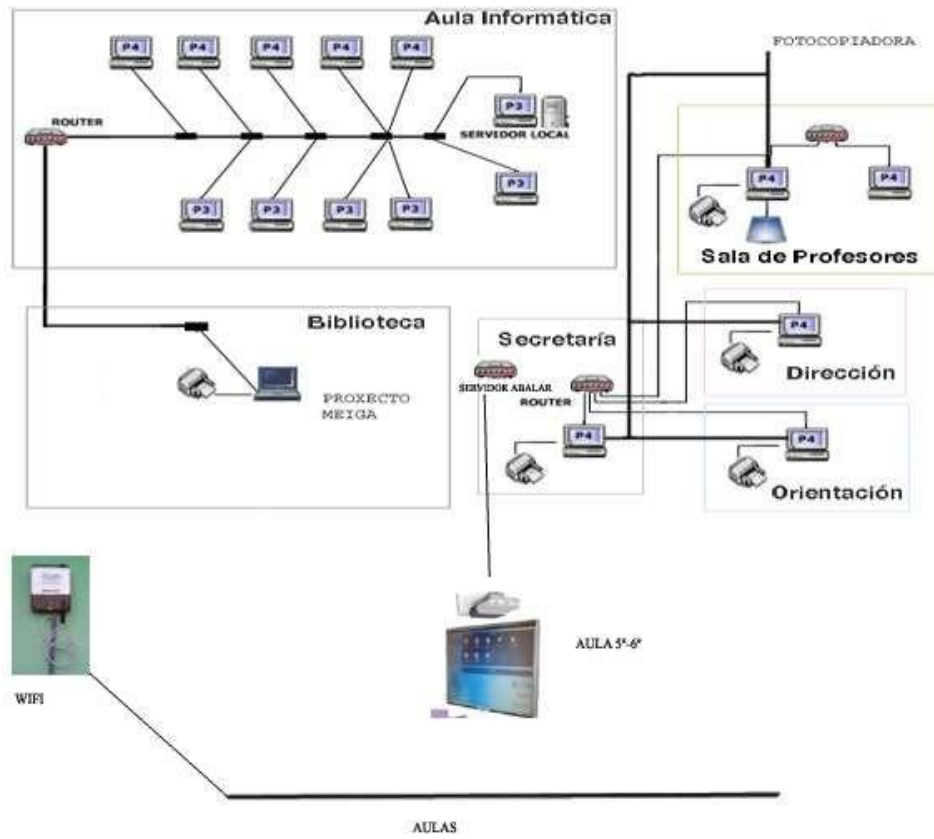 Aula Informática
P4
P4
P4
P4
P4
ROUTER
P3
SERVIDOR LOCAL
P3
P3
P3
P3
P3
FOTOCOPIADORA
P4
P4
Sala de Profesores
Biblioteca
PROXECTO
MEIGA
Secretaría
SERVIDOR ABALAR
ROUTER
P4
P4
Dirección
P4
Orientación
WIFI
AULA 5º-6º
AULAS